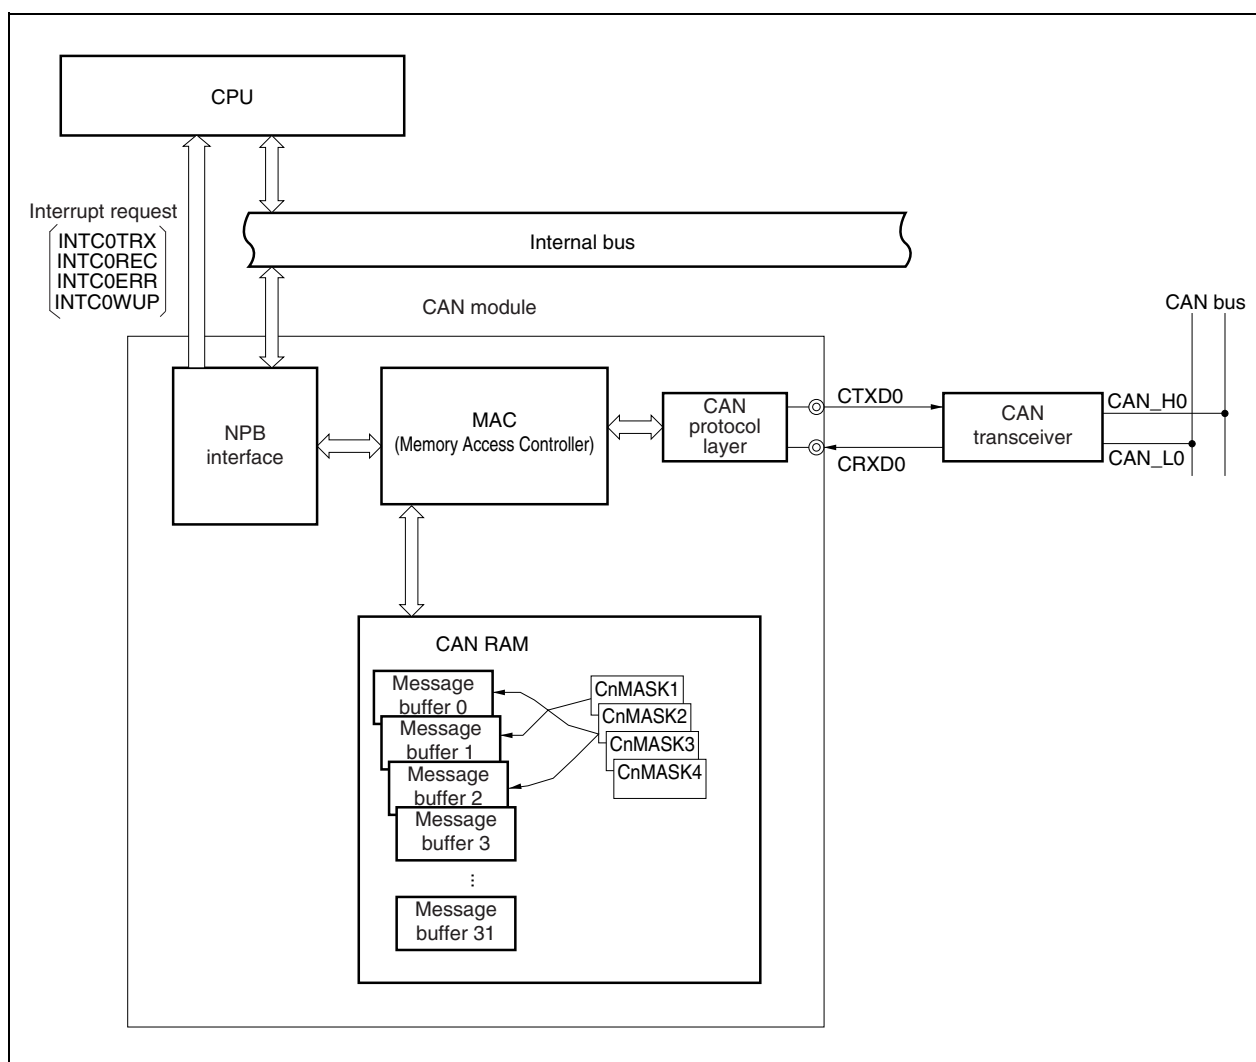 CPU
Interrupt request
INTC0TRX
INTC0REC
INTC0ERR
INTC0WUP
Internal bus
CAN module
CAN bus
NPB
interface
MAC
(Memory Access Controller)
CAN
protocol
layer
CTXD0
CRXD0
CAN
transceiver
CAN_H0
CAN_L0
CAN RAM
Message
buffer 0
Message
buffer 1
Message
buffer 2
Message
buffer 3
...
Message
buffer 31
CnMASK1
CnMASK2
CnMASK3
CnMASK4